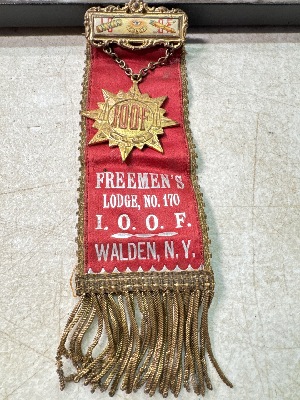 IOOF
FREEMEN'S
LODGE, NO. 170
I. O. O. F.
WALDEN, N. Y.